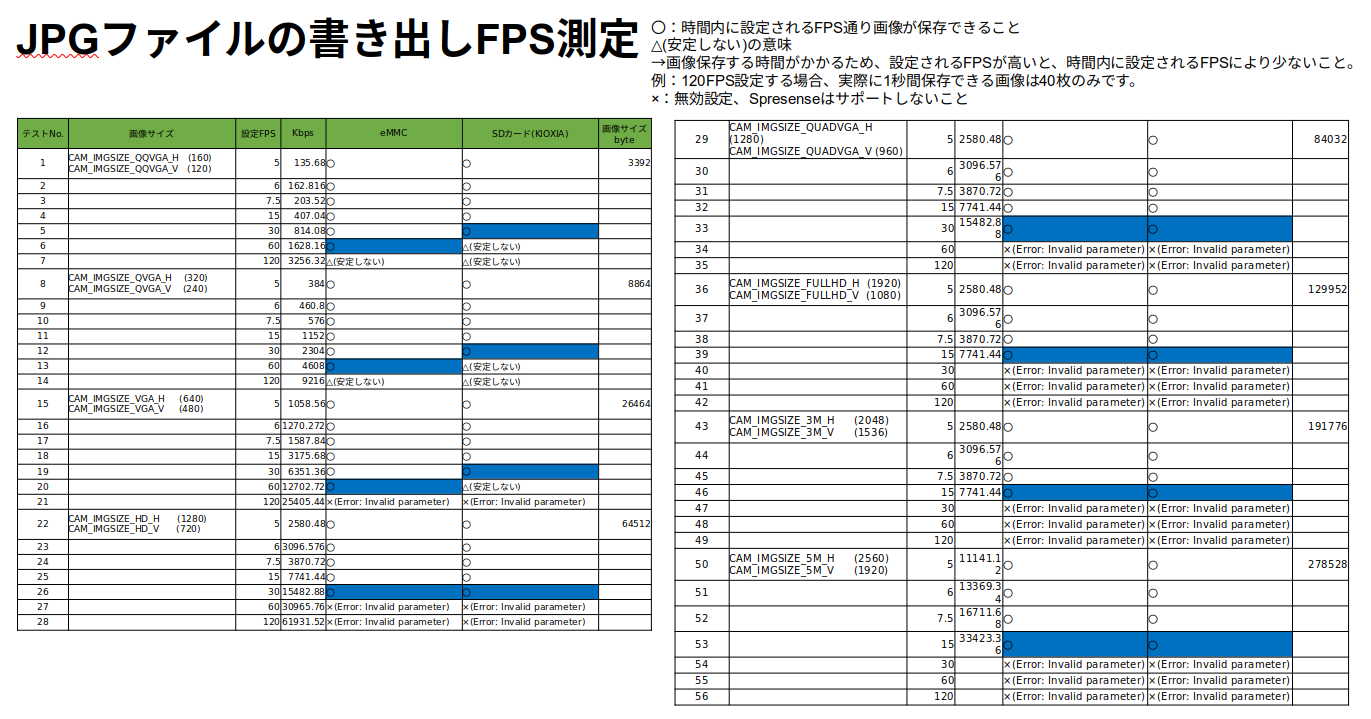 JPGファイルの書き出しFPS測定
〇：時間内に設定されるFPS通り画像が保存できること
△(安定しない)の意味
→画像保存する時間がかかるため、設定されるFPSが高いと、時間内に設定されるFPSにより少ないこと。
例：120FPS設定する場合、実際に1秒間保存できる画像は40枚のみです。
×：無効設定、Spresenseはサポートしないこと
テストNo. 画像サイズ 設定FPS Kbps eMMC SDカード(KIOXIA) 画像サイズ
byte
1 CAM_IMGSIZE_QQVGA_H (160)
CAM_IMGSIZE_QQVGA_V (120) 5 135.68 〇 〇 3392
2 6 162.816 〇 〇
3 7.5 203.52 〇 〇
4 15 407.04 〇 〇
5 30 814.08 〇 〇
6 60 1628.16 〇 △(安定しない)
7 120 3256.32 △(安定しない) △(安定しない)
8 CAM_IMGSIZE_QVGA_H (320)
CAM_IMGSIZE_QVGA_V (240) 5 384 〇 〇 8864
9 6 460.8 〇 〇
10 7.5 576 〇 〇
11 15 1152 〇 〇
12 30 2304 〇 〇
13 60 4608 〇 △(安定しない)
14 120 9216 △(安定しない) △(安定しない)
15 CAM_IMGSIZE_VGA_H (640)
CAM_IMGSIZE_VGA_V (480) 5 1058.56 〇 〇 26464
16 6 1270.272 〇 〇
17 7.5 1587.84 〇 〇
18 15 3175.68 〇 〇
19 30 6351.36 〇 〇
20 60 12702.72 〇 △(安定しない)
21 120 25405.44 ×(Error: Invalid parameter) ×(Error: Invalid parameter)
22 CAM_IMGSIZE_HD_H (1280)
CAM_IMGSIZE_HD_V (720) 5 2580.48 〇 〇 64512
23 6 3096.576 〇 〇
24 7.5 3870.72 〇 〇
25 15 7741.44 〇 〇
26 30 15482.88 〇 〇
27 60 30965.76 ×(Error: Invalid parameter) ×(Error: Invalid parameter)
28 120 61931.52 ×(Error: Invalid parameter) ×(Error: Invalid parameter)
29 CAM_IMGSIZE_QUADVGA_H
(1280)
CAM_IMGSIZE_QUADVGA_V (960) 5 2580.48 〇 〇 84032
30 6 3096.57
6 〇 〇
31 7.5 3870.72 〇 〇
32 15 7741.44 〇 〇
33 30 15482.8
8 〇 〇
34 60 ×(Error: Invalid parameter) ×(Error: Invalid parameter)
35 120 ×(Error: Invalid parameter) ×(Error: Invalid parameter)
36 CAM_IMGSIZE_FULLHD_H (1920)
CAM_IMGSIZE_FULLHD_V (1080) 5 2580.48 〇 〇 129952
37 6 3096.57
6 〇 〇
38 7.5 3870.72 〇 〇
39 15 7741.44 〇 〇
40 30 ×(Error: Invalid parameter) ×(Error: Invalid parameter)
41 60 ×(Error: Invalid parameter) ×(Error: Invalid parameter)
42 120 ×(Error: Invalid parameter) ×(Error: Invalid parameter)
43 CAM_IMGSIZE_3M_H (2048)
CAM_IMGSIZE_3M_V (1536) 5 2580.48 〇 〇 191776
44 6 3096.57
6 〇 〇
45 7.5 3870.72 〇 〇
46 15 7741.44 〇 〇
47 30 ×(Error: Invalid parameter) ×(Error: Invalid parameter)
48 60 ×(Error: Invalid parameter) ×(Error: Invalid parameter)
49 120 ×(Error: Invalid parameter) ×(Error: Invalid parameter)
50 CAM_IMGSIZE_5M_H (2560)
CAM_IMGSIZE_5M_V (1920) 5 11141.1
2 〇 〇 278528
51 6 13369.3
4 〇 〇
52 7.5 16711.6
8 〇 〇
53 15 33423.3
6 〇 〇
54 30 ×(Error: Invalid parameter) ×(Error: Invalid parameter)
55 60 ×(Error: Invalid parameter) ×(Error: Invalid parameter)
56 120 ×(Error: Invalid parameter) ×(Error: Invalid parameter)